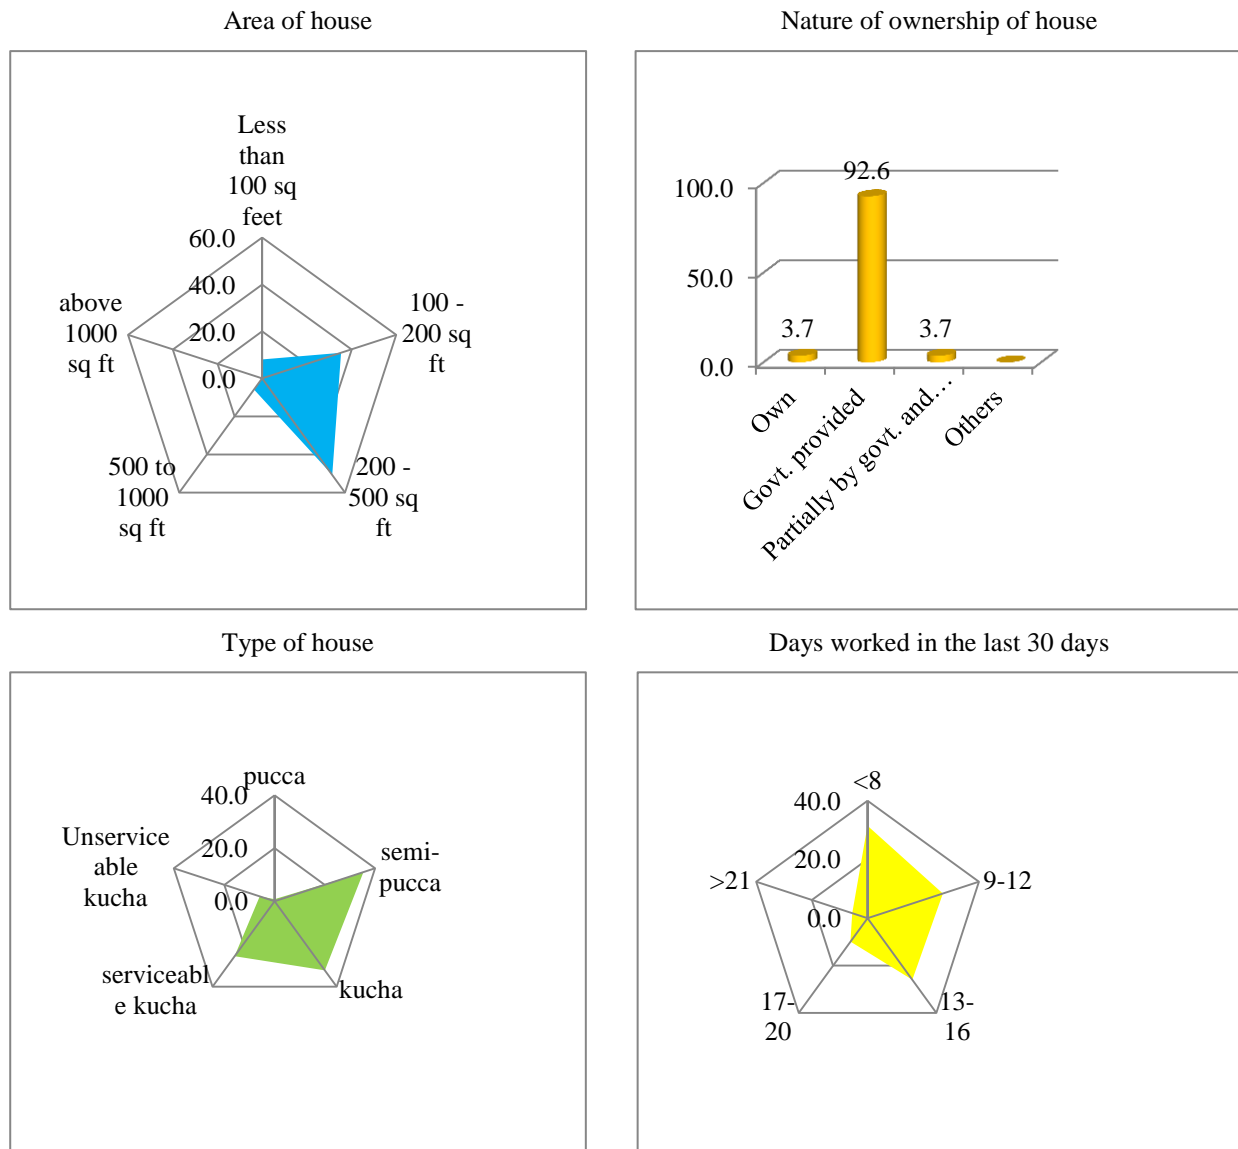 Area of house
Less
than
100 sq
feet
60.0
40.0
20.0
0.0
100 -
200 sq
ft
200 -
500 sq
ft
500 to
1000
sq ft
above
1000
sq ft
Nature of ownership of house
100.0
50.0
0.0
3.7
92.6
3.7
Own
Govt. provided
Partially by govt. and…
Others
Type of house
pucca
40.0
20.0
0.0
semi-
pucca
kucha
serviceabl
e kucha
Unservice
able
kucha
Days worked in the last 30 days
<8
40.0
20.0
0.0
9-12
13-
16
17-
20
>21